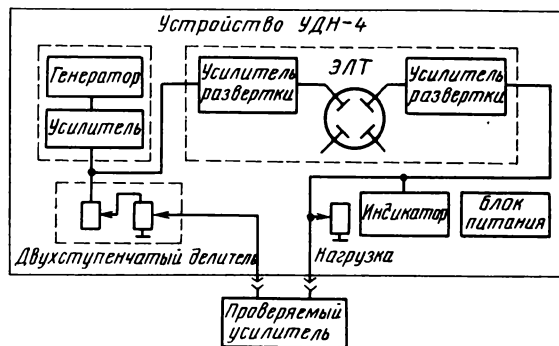 Устройство УДН-4
Генератор
Усилитель
Усилитель
развертки
ЭЛТ
Усилитель
развертки
Двухступенчатый делитель
Нагрузка
Индикатор
Блок
питания
Проверяемый
усилитель